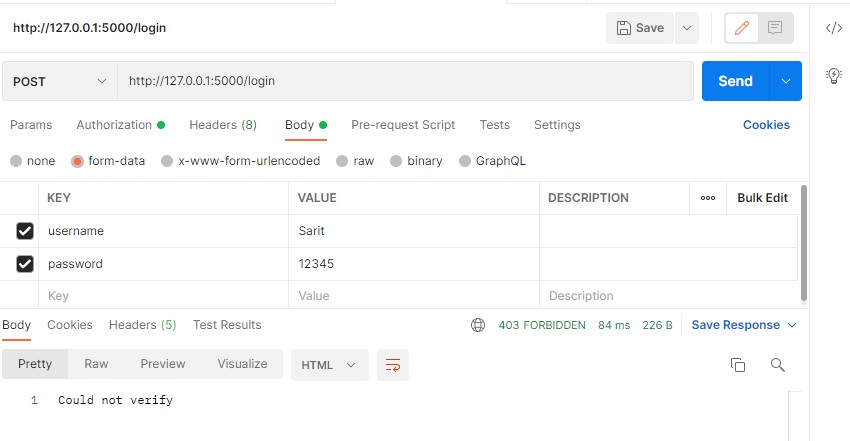 http://127.0.0.1:5000/login
Save
POST
http://127.0.0.1:5000/login
Send
Params Authorization Headers (8) Body Pre-request Script Tests Settings Cookies
none form-data x-www-form-urlencoded raw binary GraphQL
KEY VALUE DESCRIPTION Bulk Edit
username Sarit
password 12345
Key Value Description
Body Cookies Headers (5) Test Results 403 FORBIDDEN 84 ms 226 B Save Response
Pretty Raw Preview Visualize HTML
1 Could not verify